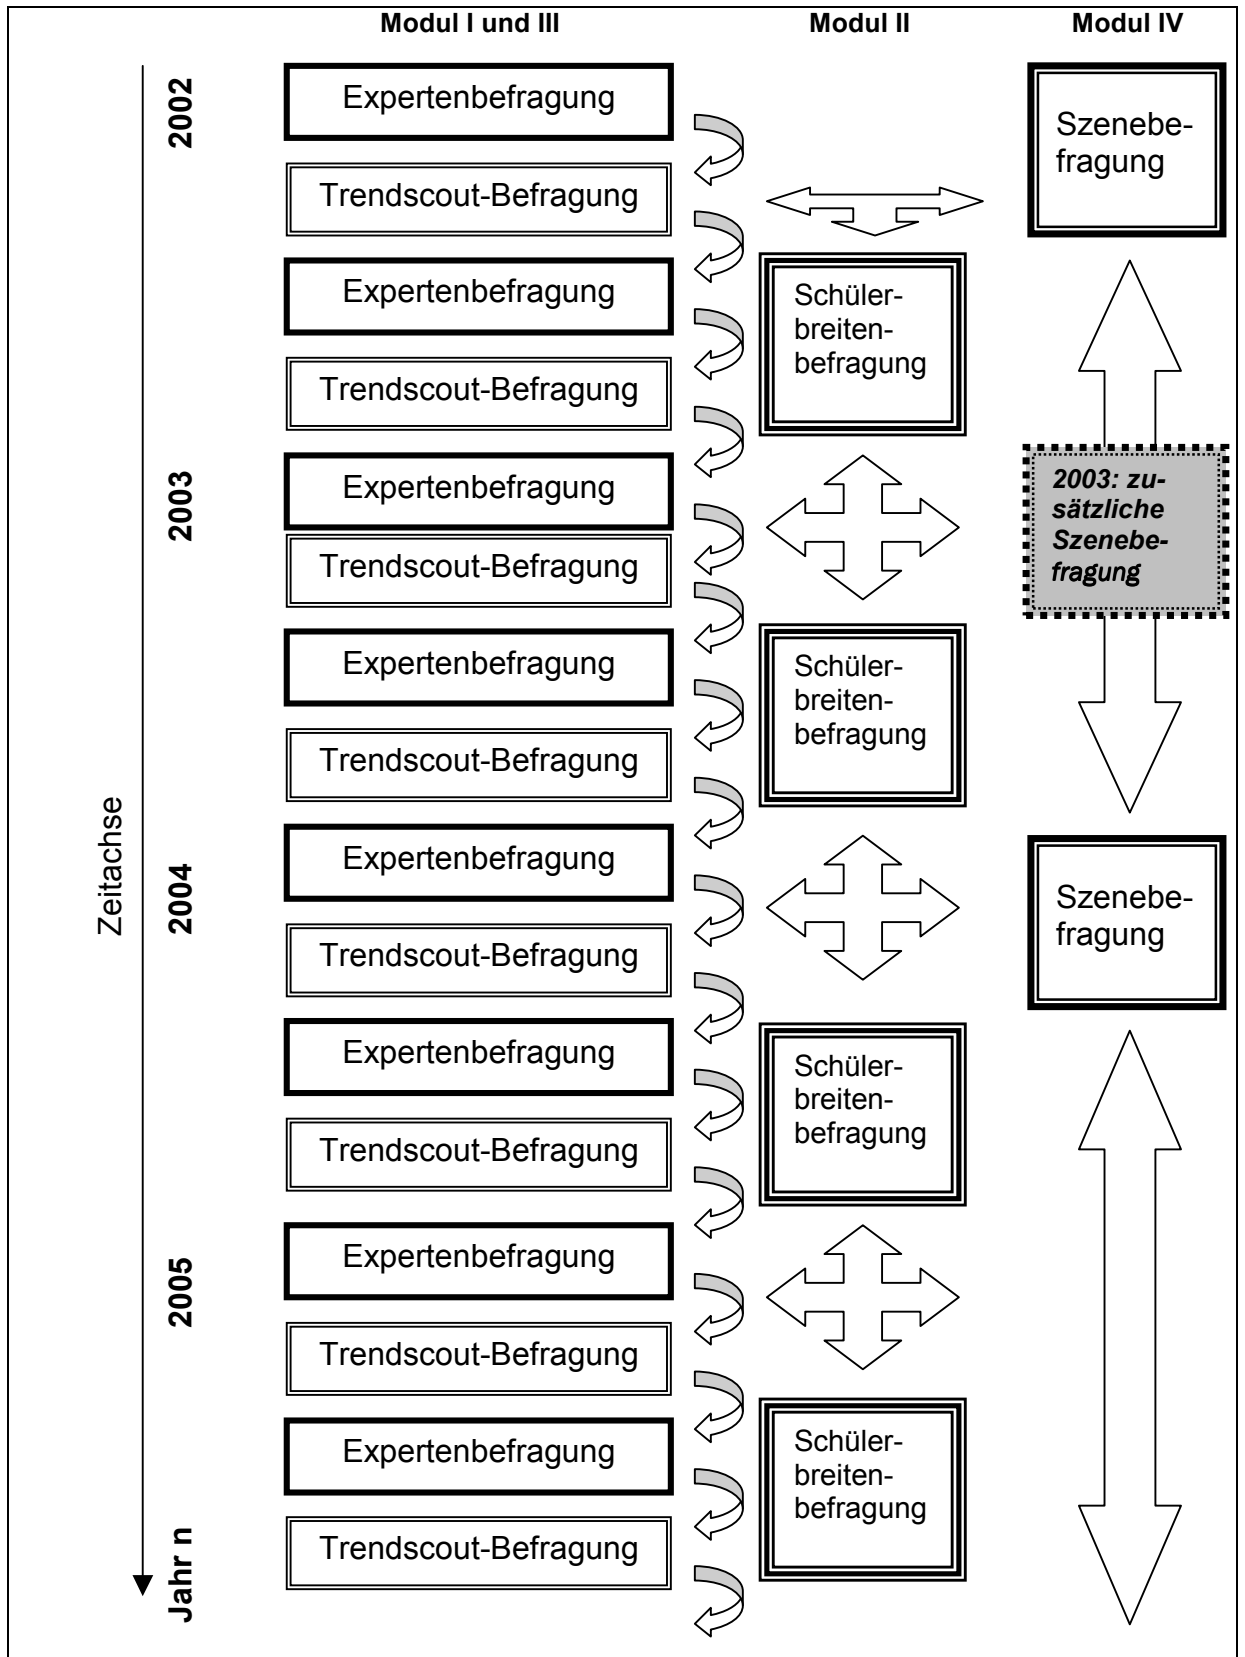 Modul I und III
Modul II
Modul IV
Zeitachse
2002
2003
2004
2005
Jahr n
Expertenbefragung
Trendscout-Befragung
Expertenbefragung
Trendscout-Befragung
Expertenbefragung
Trendscout-Befragung
Expertenbefragung
Trendscout-Befragung
Expertenbefragung
Trendscout-Befragung
Expertenbefragung
Trendscout-Befragung
Expertenbefragung
Trendscout-Befragung
Expertenbefragung
Trendscout-Befragung
Schüler-
breiten-
befragung
Schüler-
breiten-
befragung
Schüler-
breiten-
befragung
Schüler-
breiten-
befragung
Szenebe-
fragung
2003: zu-
sätzliche
Szenebe-
fragung
Szenebe-
fragung